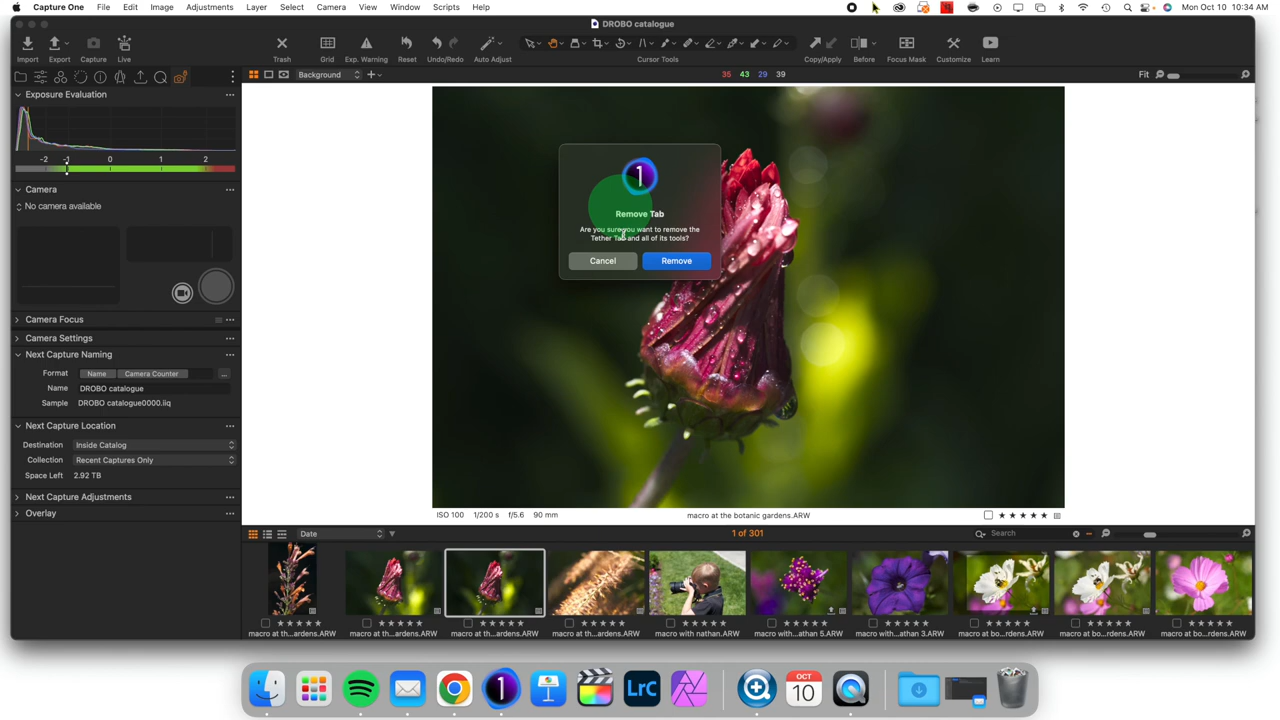 Capture One File Edit Image Adjustments Layer Select Camera View Window Scripts Help Mon Oct 10 10:34 AM
DROBO catalogue
Import Export Capture Live Trash Grid Exp. Warning Reset Undo/Redo Auto Adjust Cursor Tools Copy/Apply Before Focus Mask Customize Learn
Background 35 43 29 39 Fit
Exposure Evaluation
-2 -1 0 1 2
Camera
No camera available
Camera Focus
Camera Settings
Next Capture Naming
Format Name Camera Counter
Name DROBO catalogue
Sample DROBO catalogue0000.iiq
Next Capture Location
Destination Inside Catalog
Collection Recent Captures Only
Space Left 2.92 TB
Next Capture Adjustments
Overlay
1
Remove Tab
Are you sure you want to remove the
Tether Tab and all of its tools?
Cancel Remove
ISO 100 1/200 s f/5.6 90 mm macro at the botanic gardens.ARW
Date 1 of 301 Search
macro at th...ardens.ARW macro at th...ardens.ARW macro at th...ardens.ARW macro at th...ardens.ARW macro with nathan.ARW macro with...athan 5.ARW macro with...athan 3.ARW macro at bo...rdens.ARW macro at bo...rdens.ARW macro at bo...rdens.ARW
1 LrC OCT 10